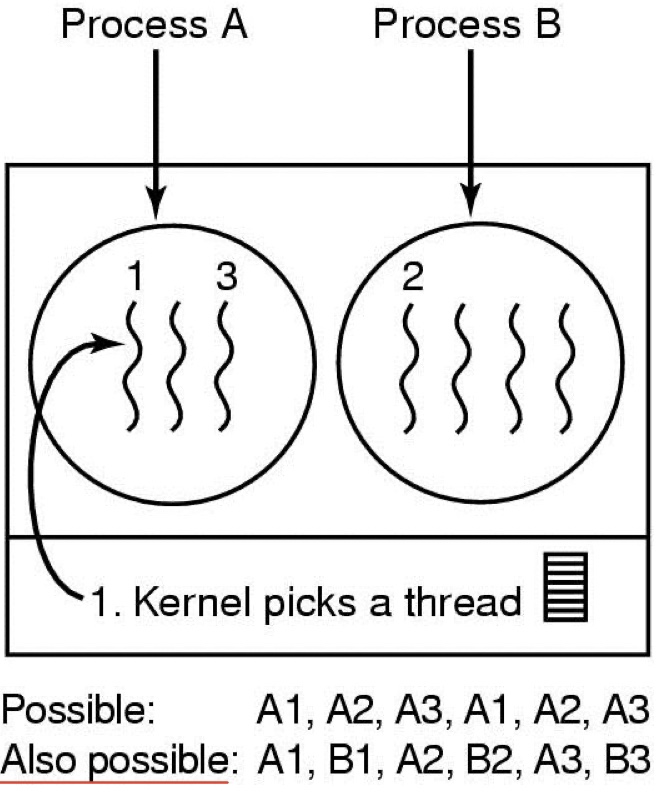 Process A Process B
1 3 2
1. Kernel picks a thread
Possible: A1, A2, A3, A1, A2, A3
Also possible: A1, B1, A2, B2, A3, B3